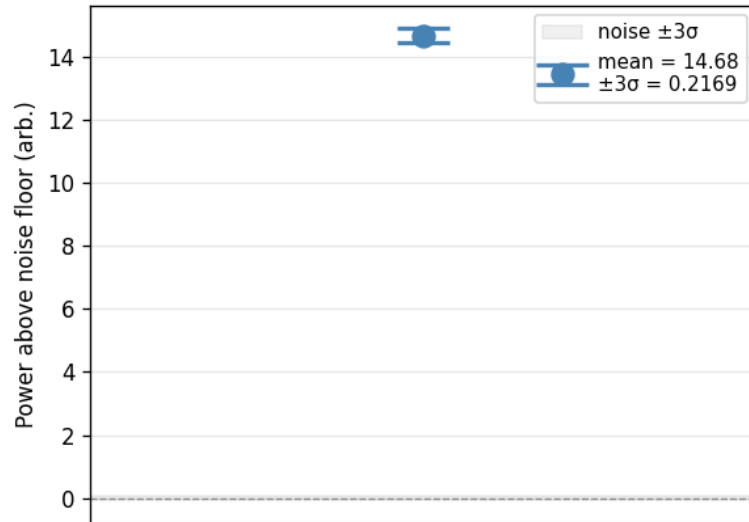 Power above noise floor (arb.)
14
12
10
8
6
4
2
0
noise ±3σ
mean = 14.68
±3σ = 0.2169